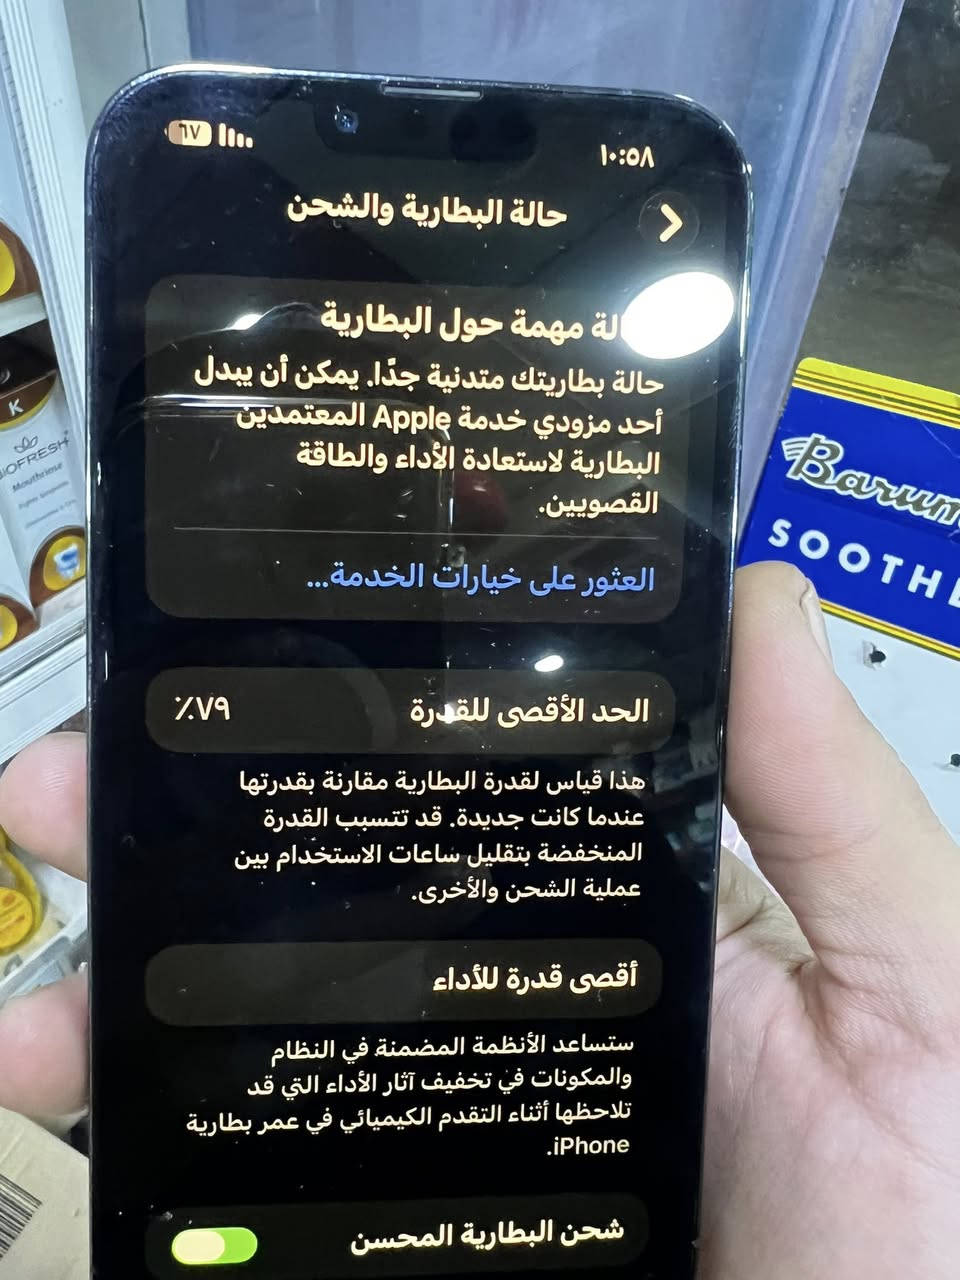 ١٠:٥٨
٦٧
حالة البطارية والشحن
مهمة حول البطارية
حالة بطاريتك متدنية جدًا. يمكن أن يبدل
أحد مزودي خدمة Apple المعتمدين
البطارية لاستعادة الأداء والطاقة
القصويين.
العثور على خيارات الخدمة...
الحد الأقصى للقدرة
٧٩٪
هذا قياس لقدرة البطارية مقارنة بقدرتها
عندما كانت جديدة. قد تتسبب القدرة
المنخفضة بتقليل ساعات الاستخدام بين
عملية الشحن والأخرى.
أقصى قدرة للأداء
ستساعد الأنظمة المضمنة في النظام
والمكونات في تخفيف آثار الأداء التي قد
تلاحظها أثناء التقدم الكيميائي في عمر بطارية
iPhone.
شحن البطارية المحسن
K
Mouthrinse
Barum
SOOTHE